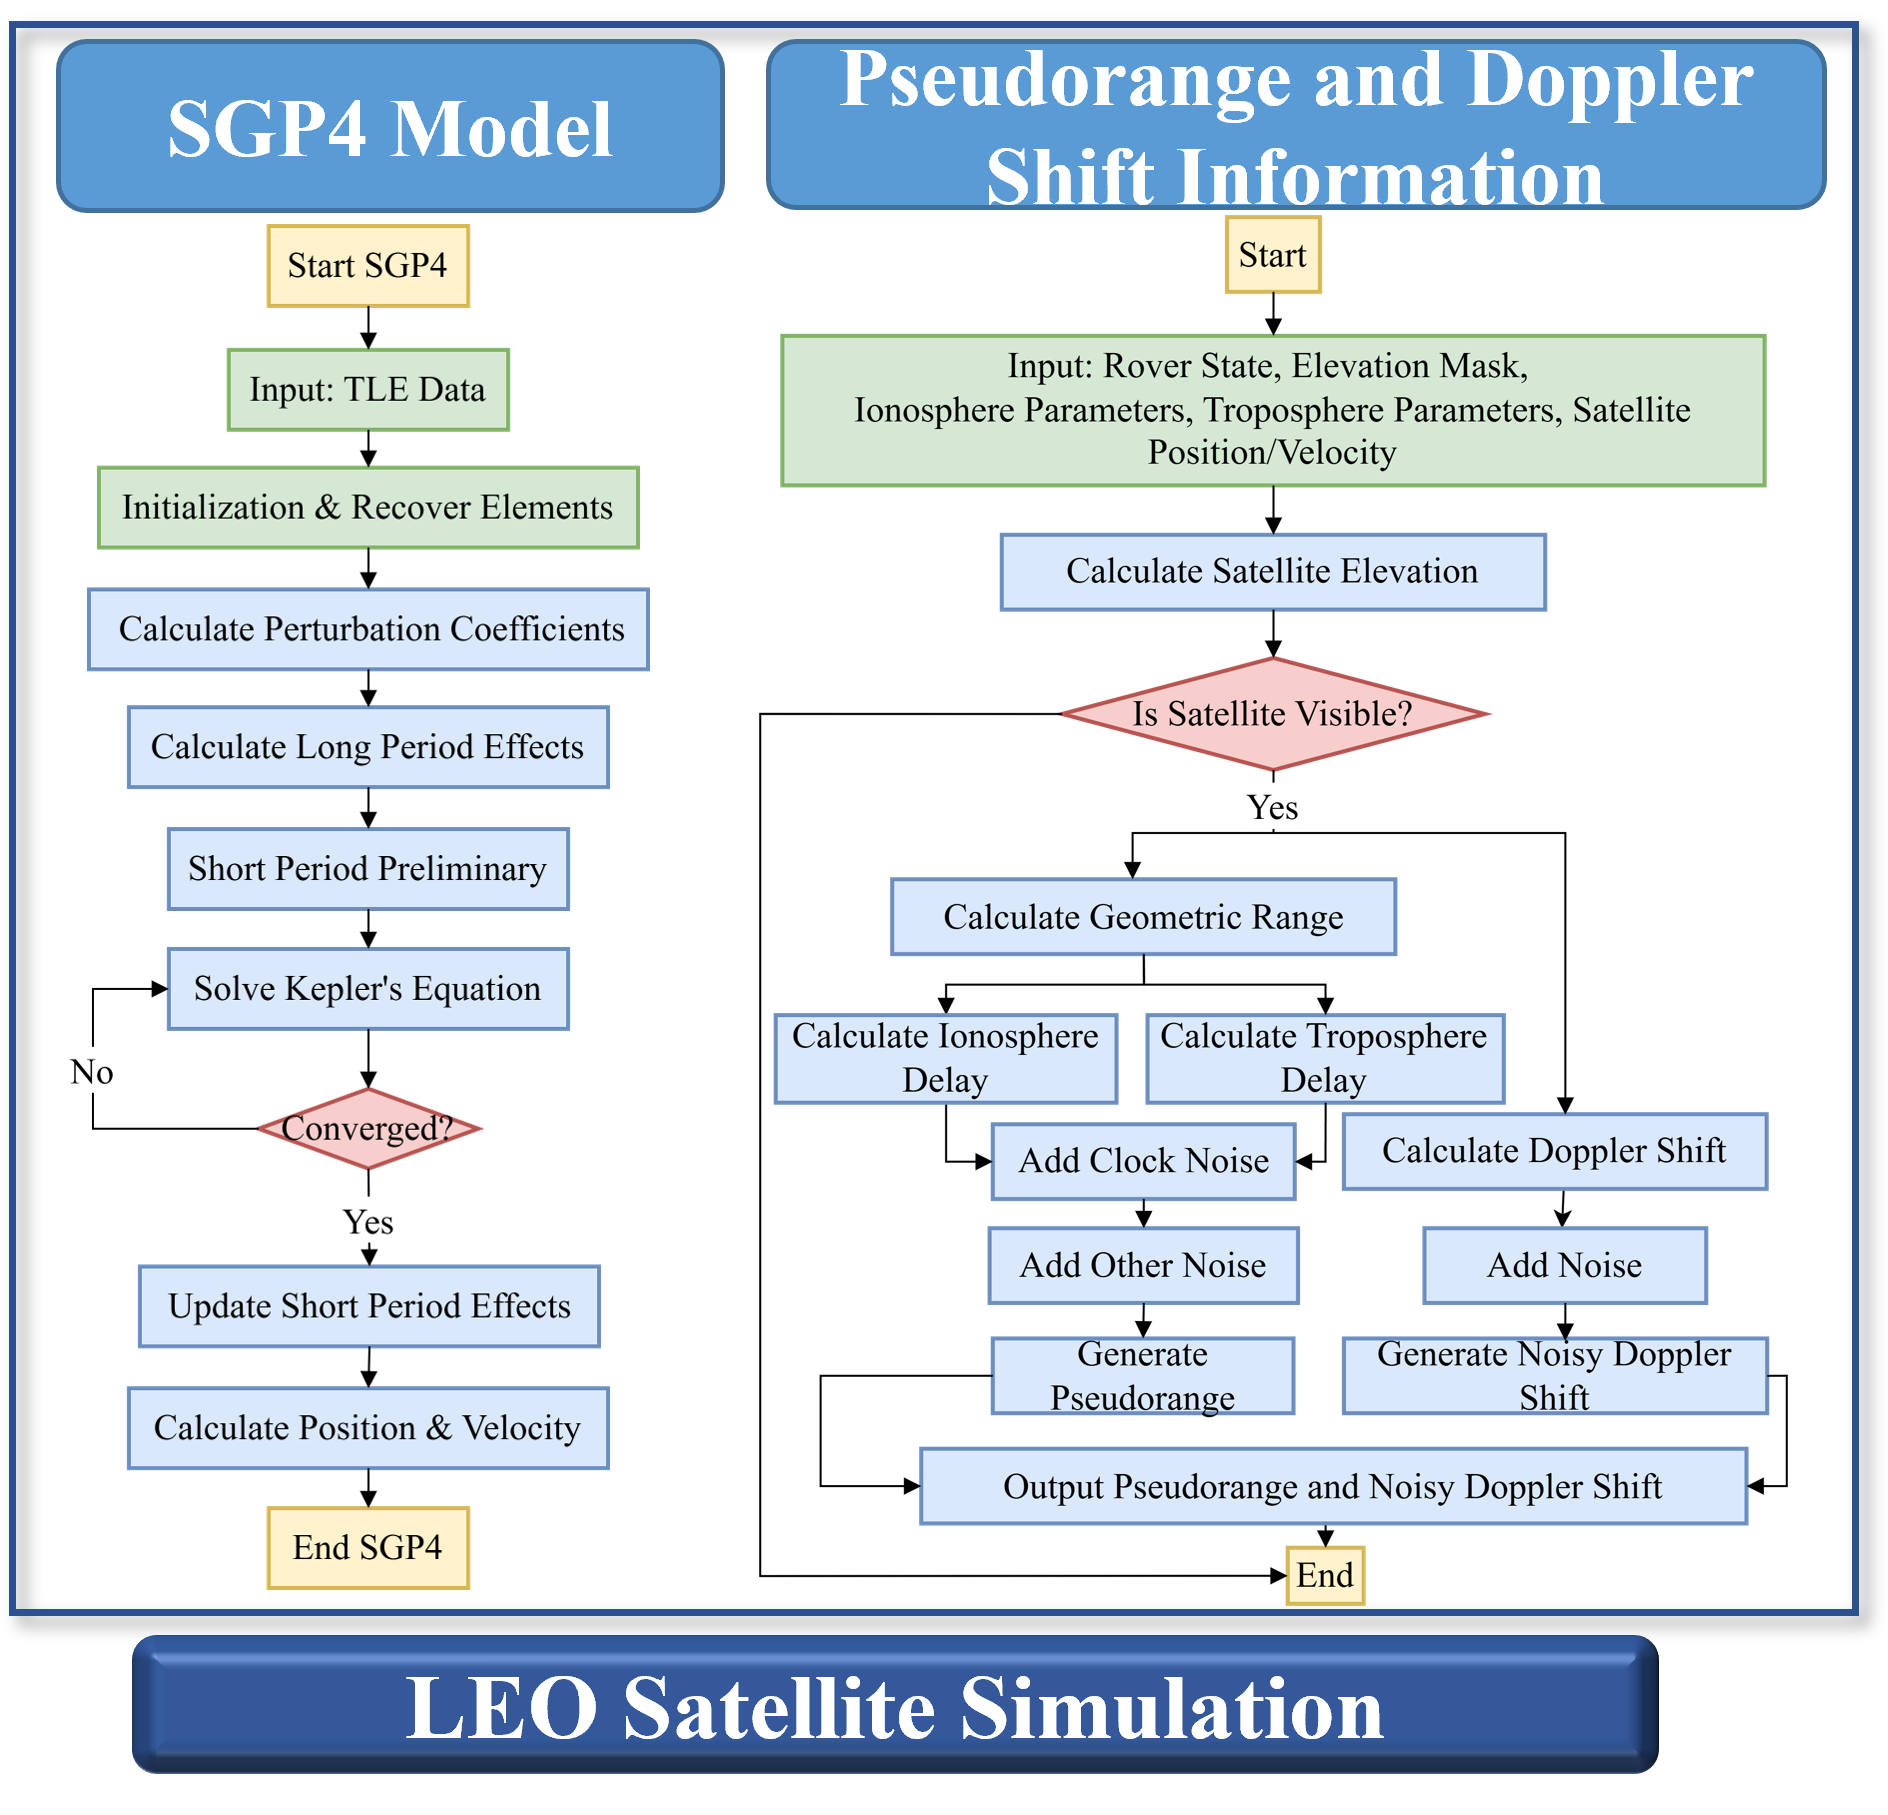 SGP4 Model
Start SGP4
Input: TLE Data
Initialization & Recover Elements
Calculate Perturbation Coefficients
Calculate Long Period Effects
Short Period Preliminary
Solve Kepler's Equation
No
Converged?
Yes
Update Short Period Effects
Calculate Position & Velocity
End SGP4
Pseudorange and Doppler
Shift Information
Start
Input: Rover State, Elevation Mask,
Ionosphere Parameters, Troposphere Parameters, Satellite
Position/Velocity
Calculate Satellite Elevation
Is Satellite Visible?
Yes
Calculate Geometric Range
Calculate Ionosphere
Delay
Calculate Troposphere
Delay
Add Clock Noise
Calculate Doppler Shift
Add Other Noise
Add Noise
Generate
Pseudorange
Generate Noisy Doppler
Shift
Output Pseudorange and Noisy Doppler Shift
End
LEO Satellite Simulation